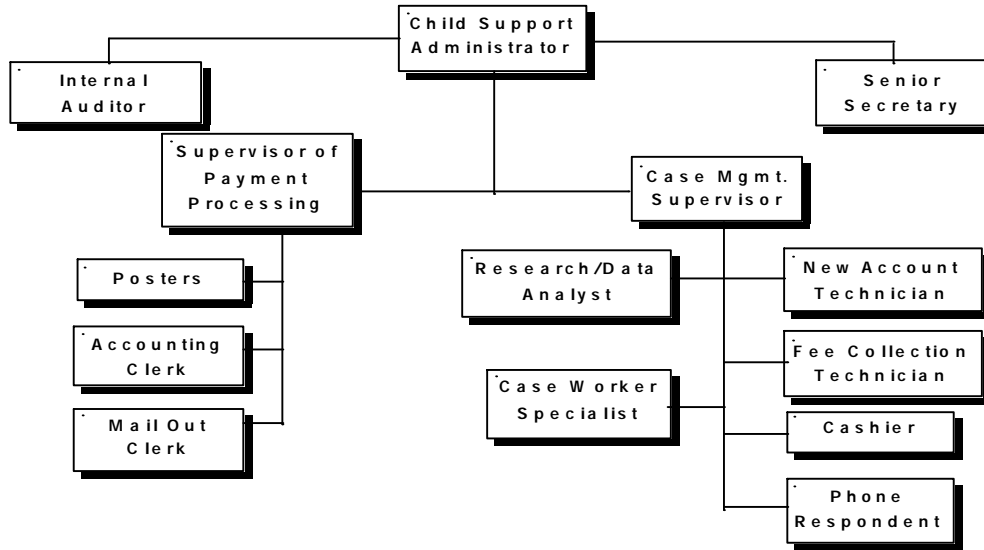 Child Support
Administrator
Internal
Auditor
Senior
Secretary
Supervisor of
Payment
Processing
Case Mgmt.
Supervisor
Posters
Accounting
Clerk
Mail Out
Clerk
Research/Data
Analyst
Case Worker
Specialist
New Account
Technician
Fee Collection
Technician
Cashier
Phone
Respondent